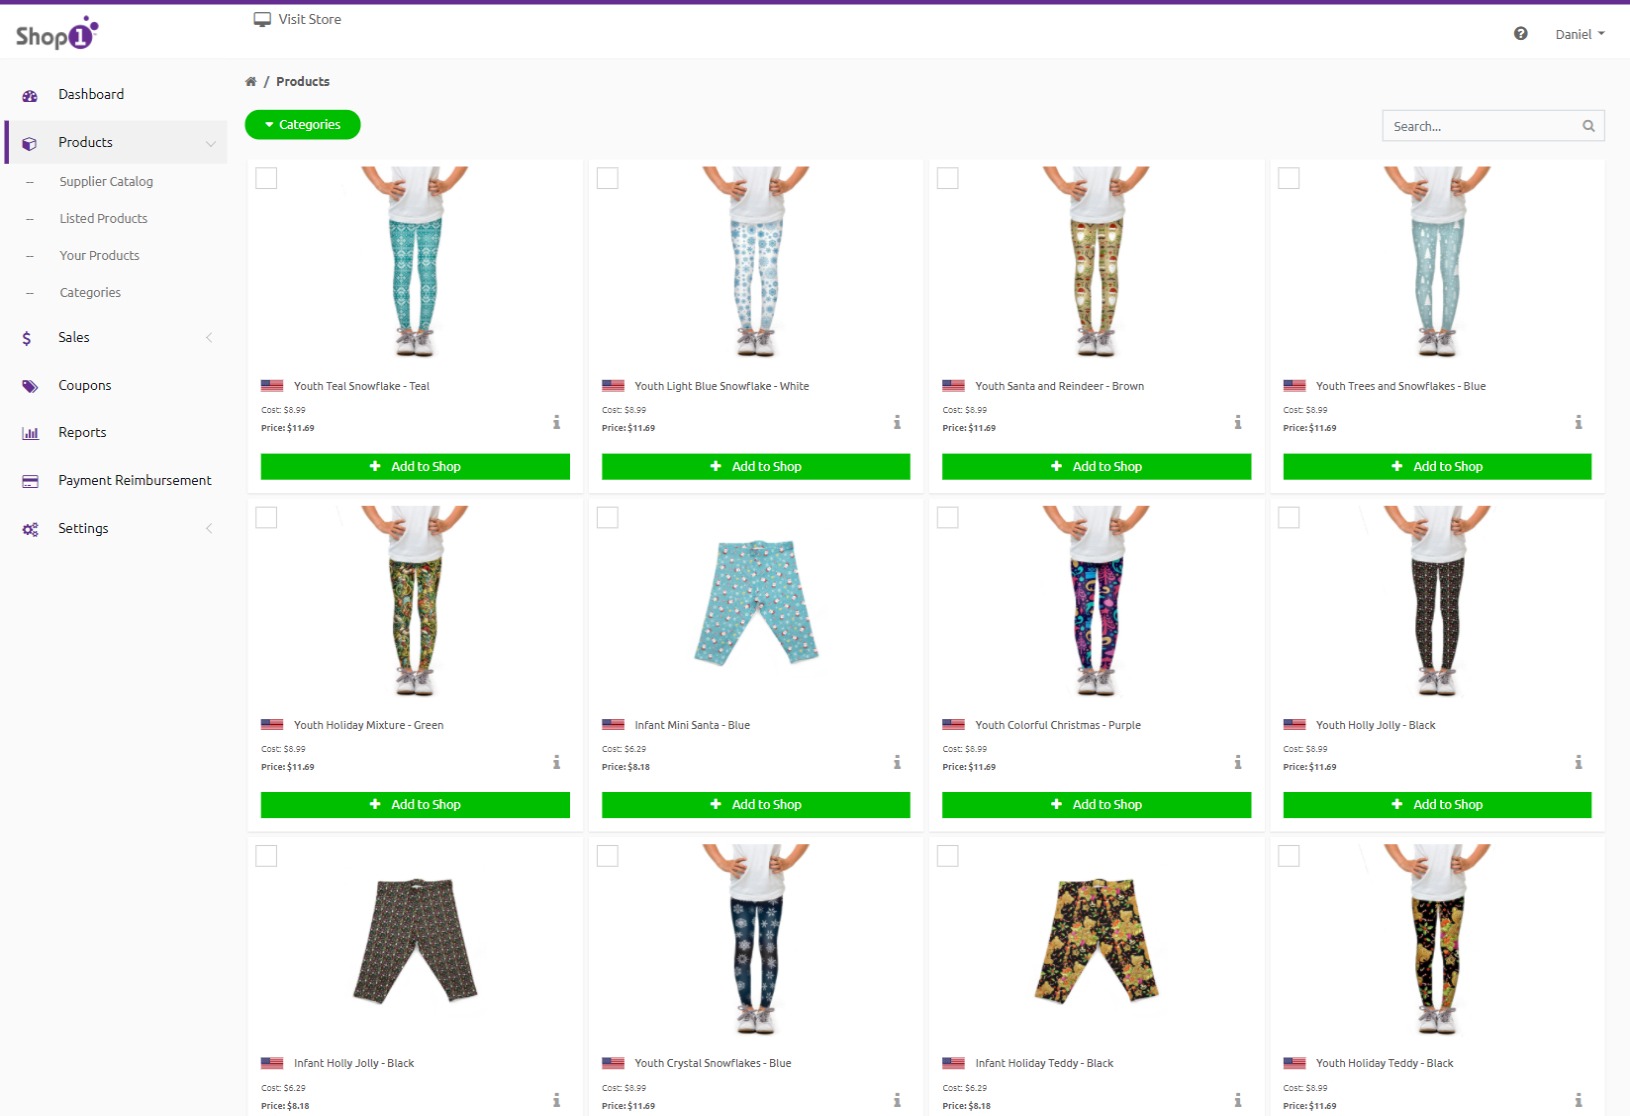 Shop1
Visit Store
Daniel
Dashboard
Products
Supplier Catalog
Listed Products
Your Products
Categories
Sales
Coupons
Reports
Payment Reimbursement
Settings
/ Products
Categories
Search...
Youth Teal Snowflake - Teal
Cost: $8.99
Price: $11.69
+ Add to Shop
Youth Light Blue Snowflake - White
Cost: $8.99
Price: $11.69
+ Add to Shop
Youth Santa and Reindeer - Brown
Cost: $8.99
Price: $11.69
+ Add to Shop
Youth Trees and Snowflakes - Blue
Cost: $8.99
Price: $11.69
+ Add to Shop
Youth Holiday Mixture - Green
Cost: $8.99
Price: $11.69
+ Add to Shop
Infant Mini Santa - Blue
Cost: $6.29
Price: $8.18
+ Add to Shop
Youth Colorful Christmas - Purple
Cost: $8.99
Price: $11.69
+ Add to Shop
Youth Holly Jolly - Black
Cost: $8.99
Price: $11.69
+ Add to Shop
Infant Holly Jolly - Black
Cost: $6.29
Price: $8.18
Youth Crystal Snowflakes - Blue
Cost: $8.99
Price: $11.69
Infant Holiday Teddy - Black
Cost: $6.29
Price: $8.18
Youth Holiday Teddy - Black
Cost: $8.99
Price: $11.69